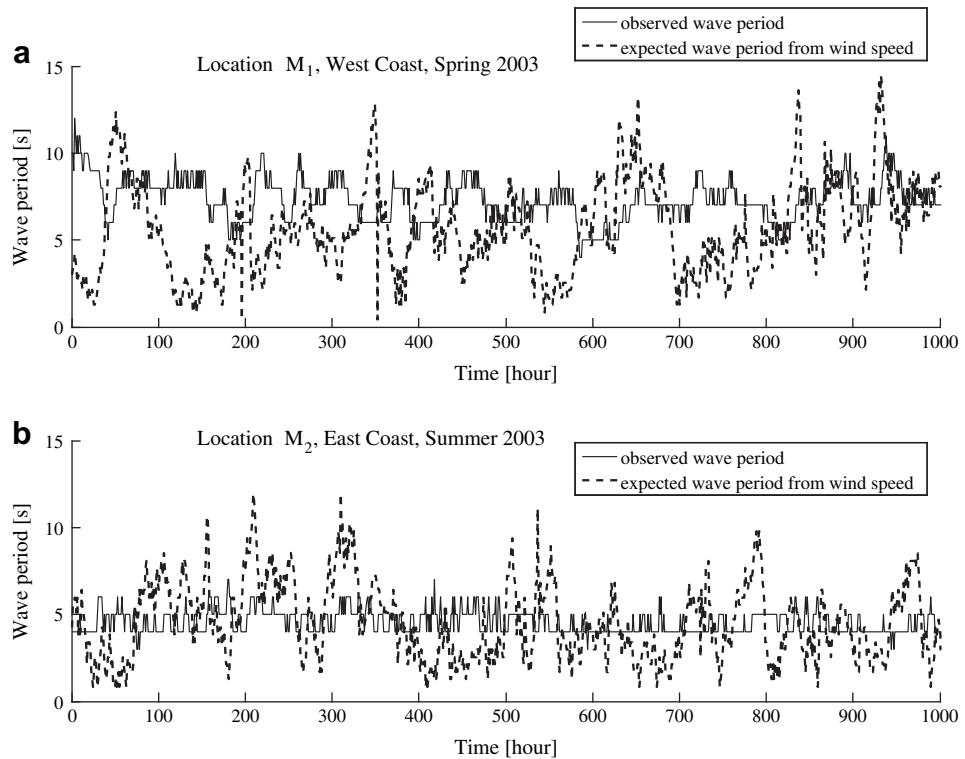 observed wave period
expected wave period from wind speed
a
Location M1, West Coast, Spring 2003
15
10
5
0
Wave period [s]
0 100 200 300 400 500 600 700 800 900 1000
Time [hour]
b
Location M2, East Coast, Summer 2003
observed wave period
expected wave period from wind speed
15
10
5
0
Wave period [s]
0 100 200 300 400 500 600 700 800 900 1000
Time [hour]